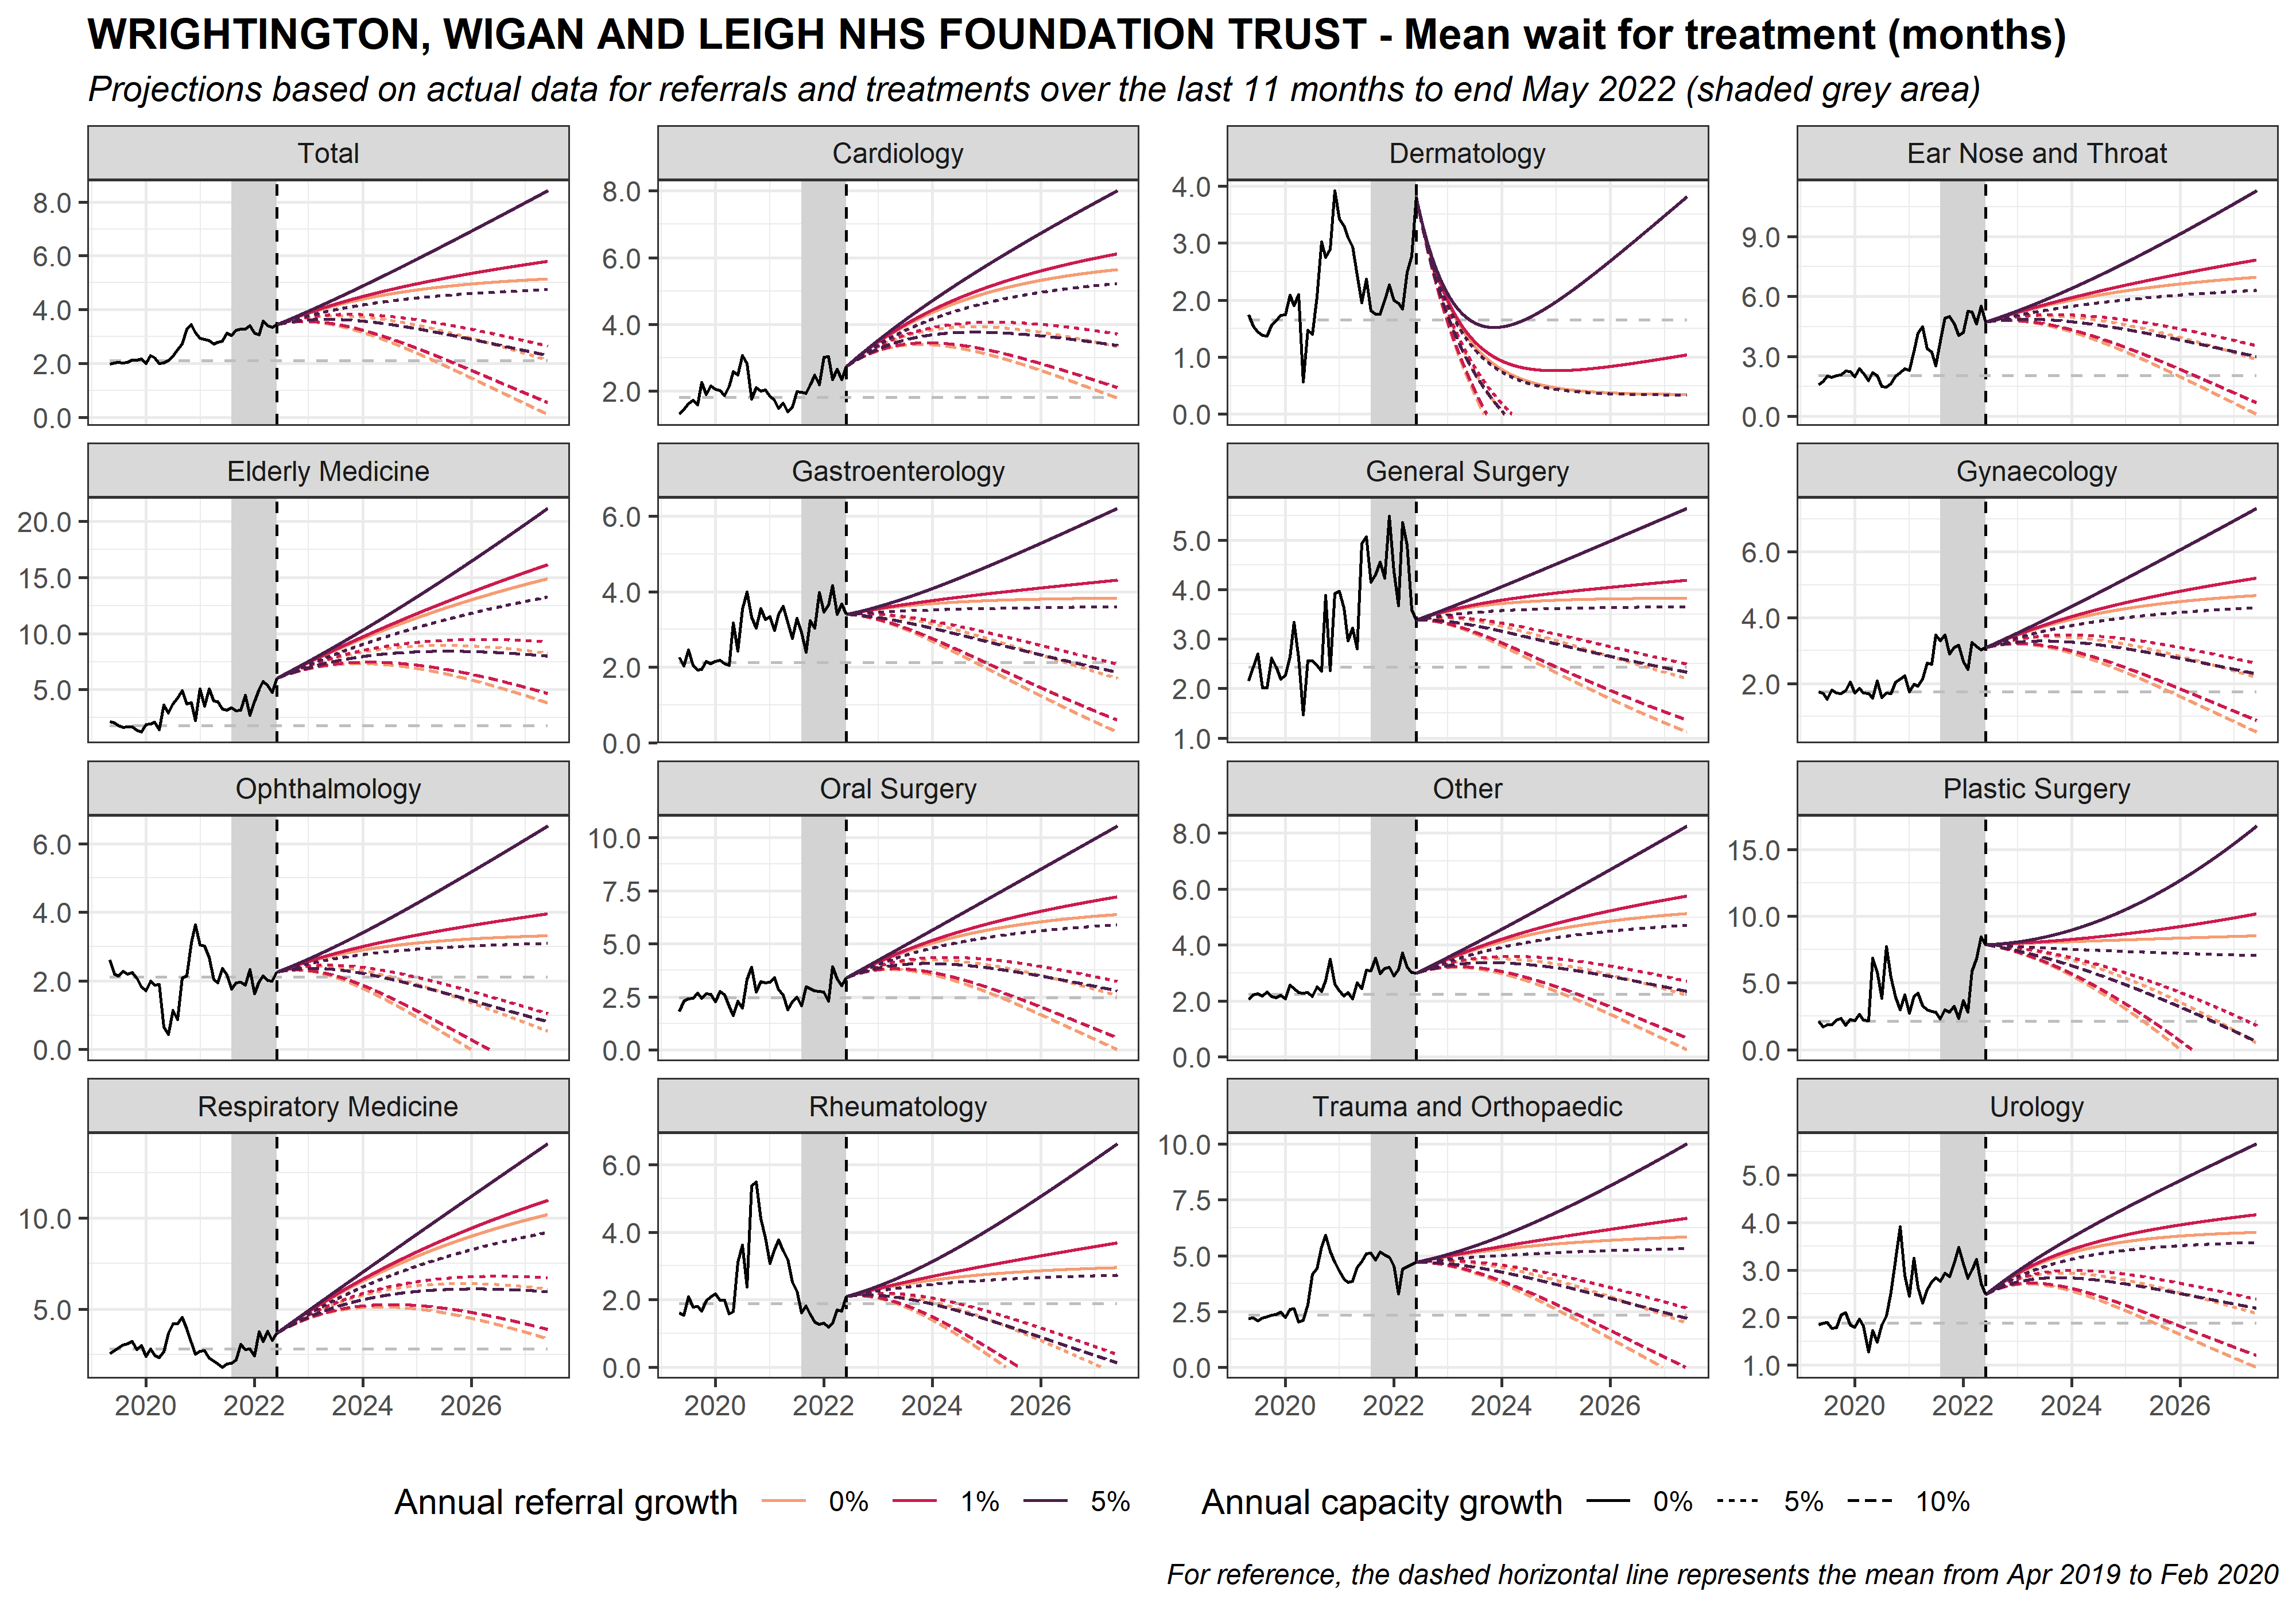 WRIGHTINGTON, WIGAN AND LEIGH NHS FOUNDATION TRUST - Mean wait for treatment (months)
Projections based on actual data for referrals and treatments over the last 11 months to end May 2022 (shaded grey area)
Total
8.0
6.0
4.0
2.0
0.0
Cardiology
8.0
6.0
4.0
2.0
Dermatology
4.0
3.0
2.0
1.0
0.0
Ear Nose and Throat
9.0
6.0
3.0
0.0
Elderly Medicine
20.0
15.0
10.0
5.0
Gastroenterology
6.0
4.0
2.0
0.0
General Surgery
5.0
4.0
3.0
2.0
1.0
Gynaecology
6.0
4.0
2.0
Ophthalmology
6.0
4.0
2.0
0.0
Oral Surgery
10.0
7.5
5.0
2.5
0.0
Other
8.0
6.0
4.0
2.0
0.0
Plastic Surgery
15.0
10.0
5.0
0.0
Respiratory Medicine
10.0
5.0
2020 2022 2024 2026
Rheumatology
6.0
4.0
2.0
0.0
2020 2022 2024 2026
Trauma and Orthopaedic
10.0
7.5
5.0
2.5
0.0
2020 2022 2024 2026
Urology
5.0
4.0
3.0
2.0
1.0
2020 2022 2024 2026
Annual referral growth 0% 1% 5% Annual capacity growth 0% 5% 10%
For reference, the dashed horizontal line represents the mean from Apr 2019 to Feb 2020